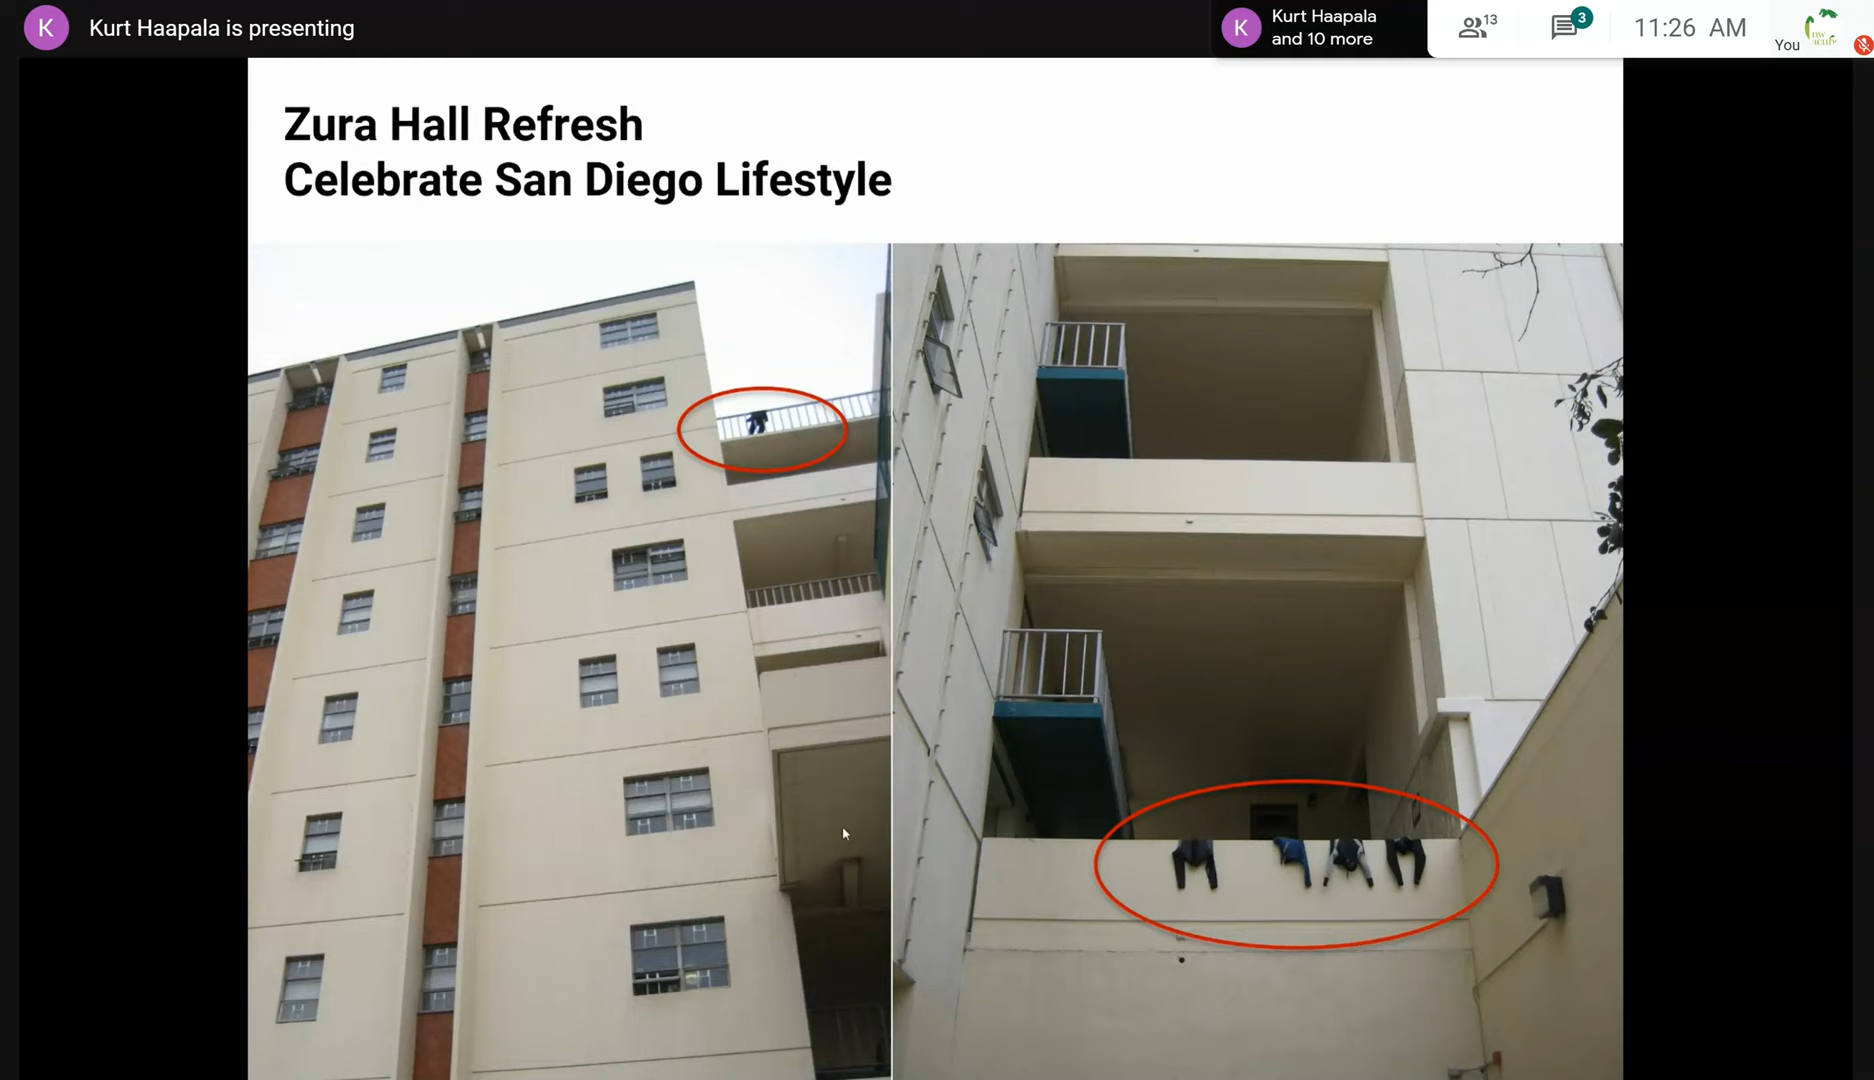 K
Kurt Haapala is presenting
K
Kurt Haapala
and 10 more
13
3
11:26 AM
You
nw
Zura Hall Refresh
Celebrate San Diego Lifestyle